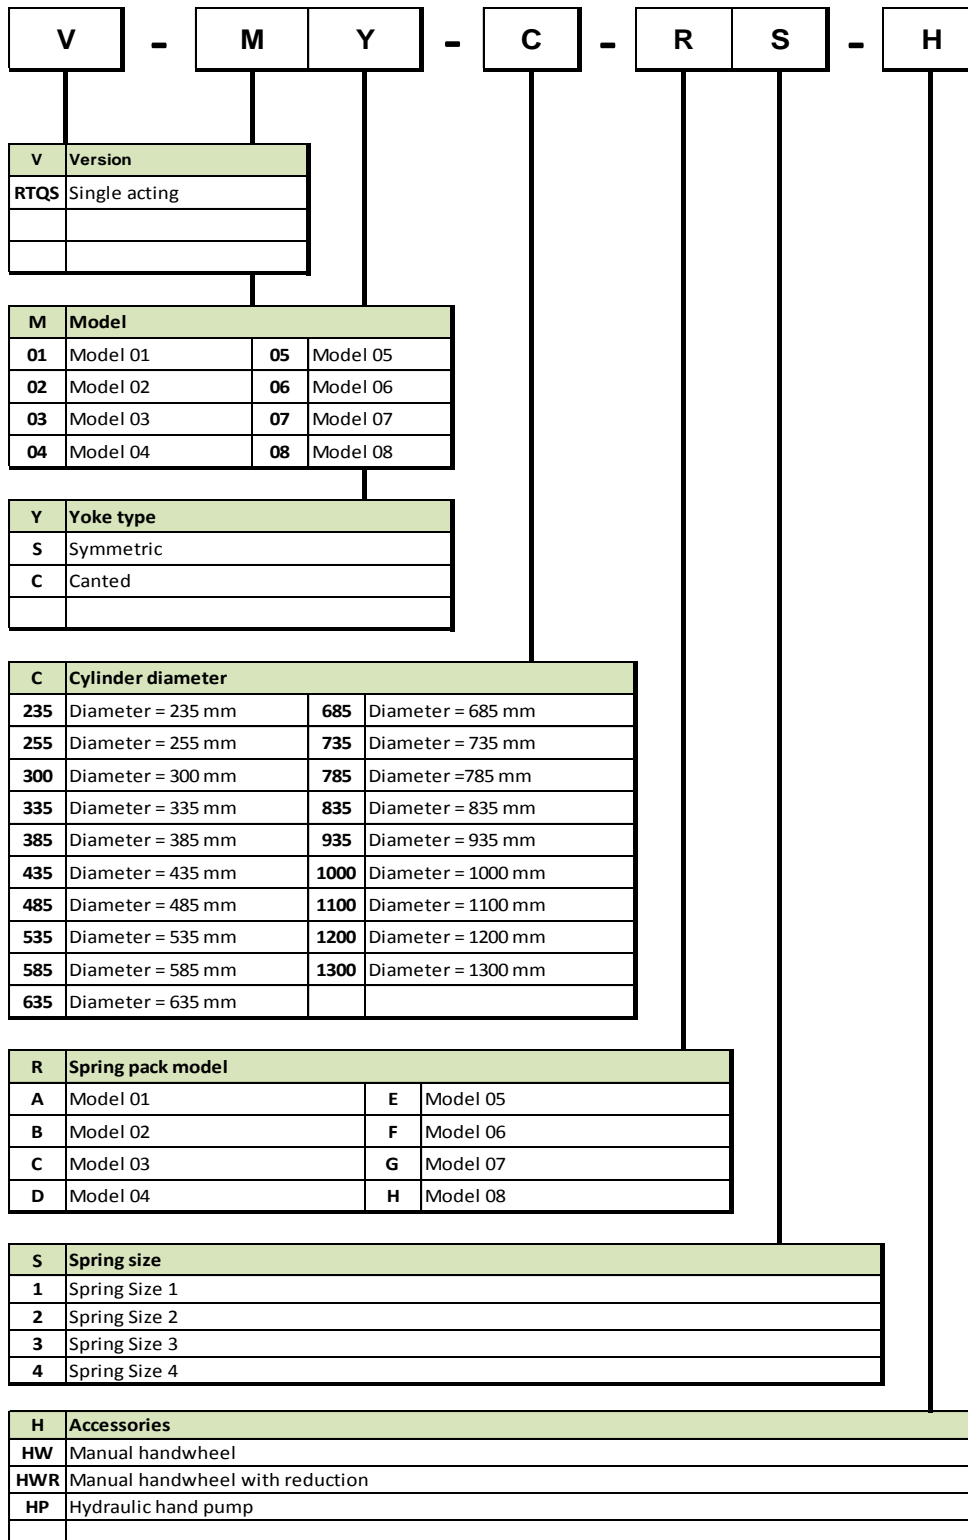 V - M Y - C - R S - H
V Version
RTQS Single acting
M Model
01 Model 01 05 Model 05
02 Model 02 06 Model 06
03 Model 03 07 Model 07
04 Model 04 08 Model 08
Y Yoke type
S Symmetric
C Canted
C Cylinder diameter
235 Diameter = 235 mm 685 Diameter = 685 mm
255 Diameter = 255 mm 735 Diameter = 735 mm
300 Diameter = 300 mm 785 Diameter =785 mm
335 Diameter = 335 mm 835 Diameter = 835 mm
385 Diameter = 385 mm 935 Diameter = 935 mm
435 Diameter = 435 mm 1000 Diameter = 1000 mm
485 Diameter = 485 mm 1100 Diameter = 1100 mm
535 Diameter = 535 mm 1200 Diameter = 1200 mm
585 Diameter = 585 mm 1300 Diameter = 1300 mm
635 Diameter = 635 mm
R Spring pack model
A Model 01 E Model 05
B Model 02 F Model 06
C Model 03 G Model 07
D Model 04 H Model 08
S Spring size
1 Spring Size 1
2 Spring Size 2
3 Spring Size 3
4 Spring Size 4
H Accessories
HW Manual handwheel
HWR Manual handwheel with reduction
HP Hydraulic hand pump